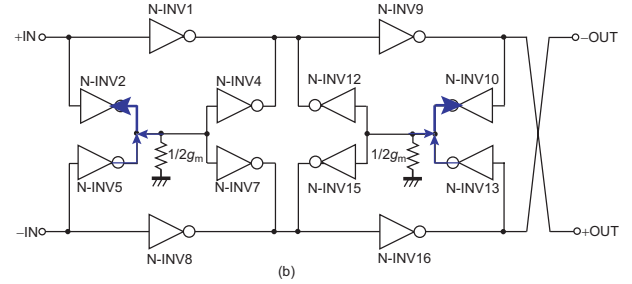 N-INV1
N-INV9
+IN
−OUT
N-INV2
N-INV4
N-INV12
N-INV10
1/2gm
1/2gm
N-INV5
N-INV7
N-INV15
N-INV13
−IN
+OUT
N-INV8
N-INV16
(b)